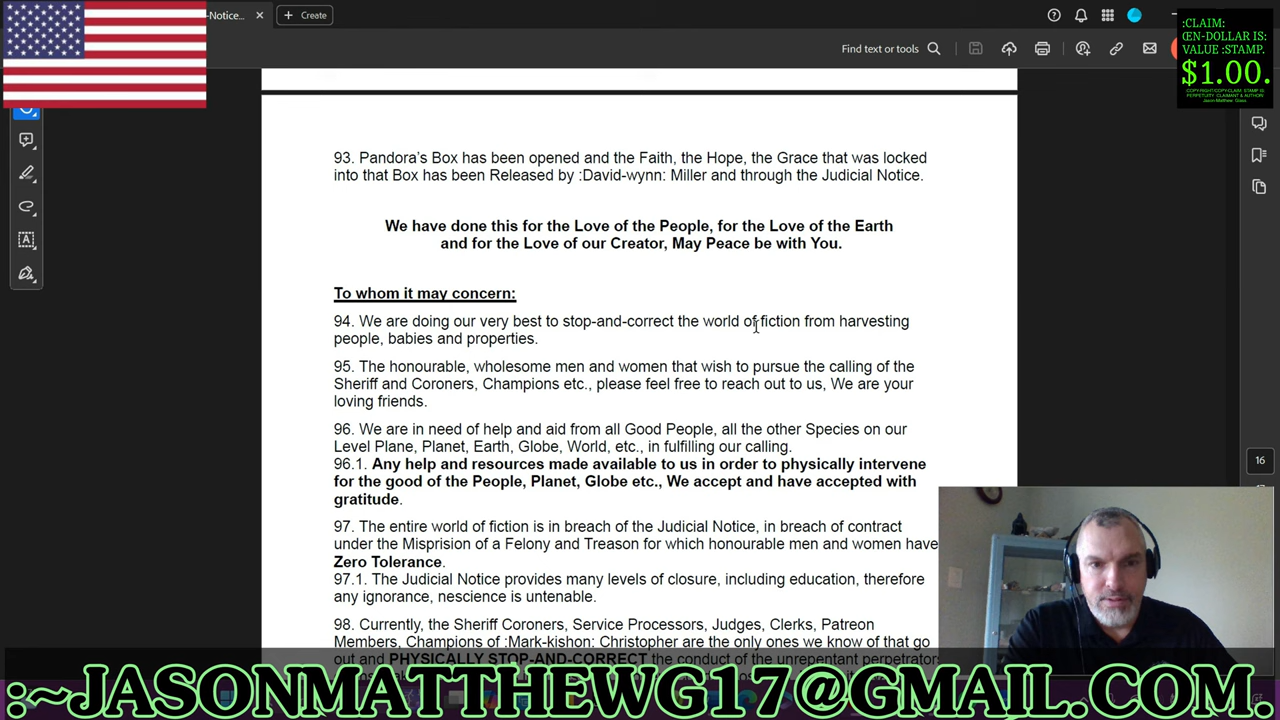 -Notice...
Create
Find text or tools
:CLAIM:
ŒN-DOLLAR IS:
VALUE :STAMP.
$1.00.
COPYRIGHT/COPY-CLAIM: STAMP IS:
PERPETUITY. CLAIMANT & AUTHOR:
Jason-Matthew: Glass
93. Pandora's Box has been opened and the Faith, the Hope, the Grace that was locked
into that Box has been Released by :David-wynn: Miller and through the Judicial Notice.
We have done this for the Love of the People, for the Love of the Earth
and for the Love of our Creator, May Peace be with You.
To whom it may concern:
94. We are doing our very best to stop-and-correct the world of fiction from harvesting
people, babies and properties.
95. The honourable, wholesome men and women that wish to pursue the calling of the
Sheriff and Coroners, Champions etc., please feel free to reach out to us, We are your
loving friends.
96. We are in need of help and aid from all Good People, all the other Species on our
Level Plane, Planet, Earth, Globe, World, etc., in fulfilling our calling.
96.1. Any help and resources made available to us in order to physically intervene
for the good of the People, Planet, Globe etc., We accept and have accepted with
gratitude.
16
97. The entire world of fiction is in breach of the Judicial Notice, in breach of contract
under the Misprision of a Felony and Treason for which honourable men and women have
Zero Tolerance.
97.1. The Judicial Notice provides many levels of closure, including education, therefore
any ignorance, nescience is untenable.
98. Currently, the Sheriff Coroners, Service Processors, Judges, Clerks, Patreon
Members, Champions of :Mark-kishon: Christopher are the only ones we know of that go
out and PHYSICALLY STOP-AND-CORRECT the conduct of the unrepentant perpetrator
:~JASONMATTHEWG17@GMAIL.COM.